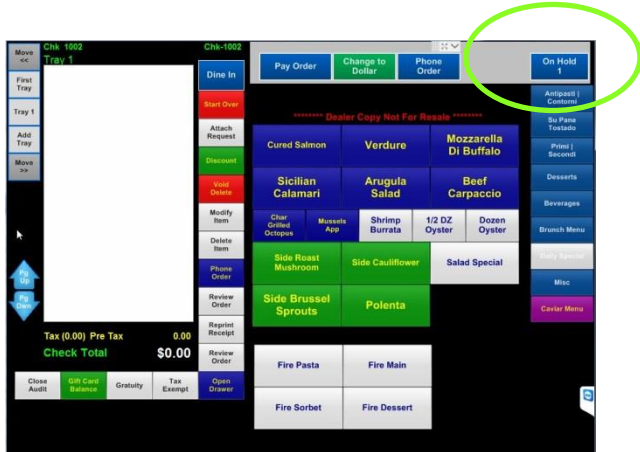 Move
<<
Chk 1002
Chk-1002
Tray 1
First
Tray
Tray 1
Add
Tray
Move
>>
Pg
Up
Pg
Dwn
Dine In
Start Over
Attach
Request
Discount
Void
Delete
Modify
Item
Delete
Item
Phone
Order
Review
Order
Reprint
Receipt
Review
Order
Open
Drawer
Tax (0.00) Pre Tax 0.00
Check Total $0.00
Close
Audit
Gift Card
Balance
Gratuity
Tax
Exempt
Pay Order
Change to
Dollar
Phone
Order
On Hold
1
******** Dealer Copy Not For Resale ********
Cured Salmon
Verdure
Mozzarella
Di Buffalo
Sicilian
Calamari
Arugula
Salad
Beef
Carpaccio
Char
Grilled
Octopus
Mussels
App
Shrimp
Burrata
1/2 DZ
Oyster
Dozen
Oyster
Side Roast
Mushroom
Side Cauliflower
Salad Special
Side Brussel
Sprouts
Polenta
Fire Pasta
Fire Main
Fire Sorbet
Fire Dessert
Antipasti |
Contorni
Su Pane
Tostado
Primi |
Secondi
Desserts
Beverages
Brunch Menu
Daily Special
Misc
Caviar Menu